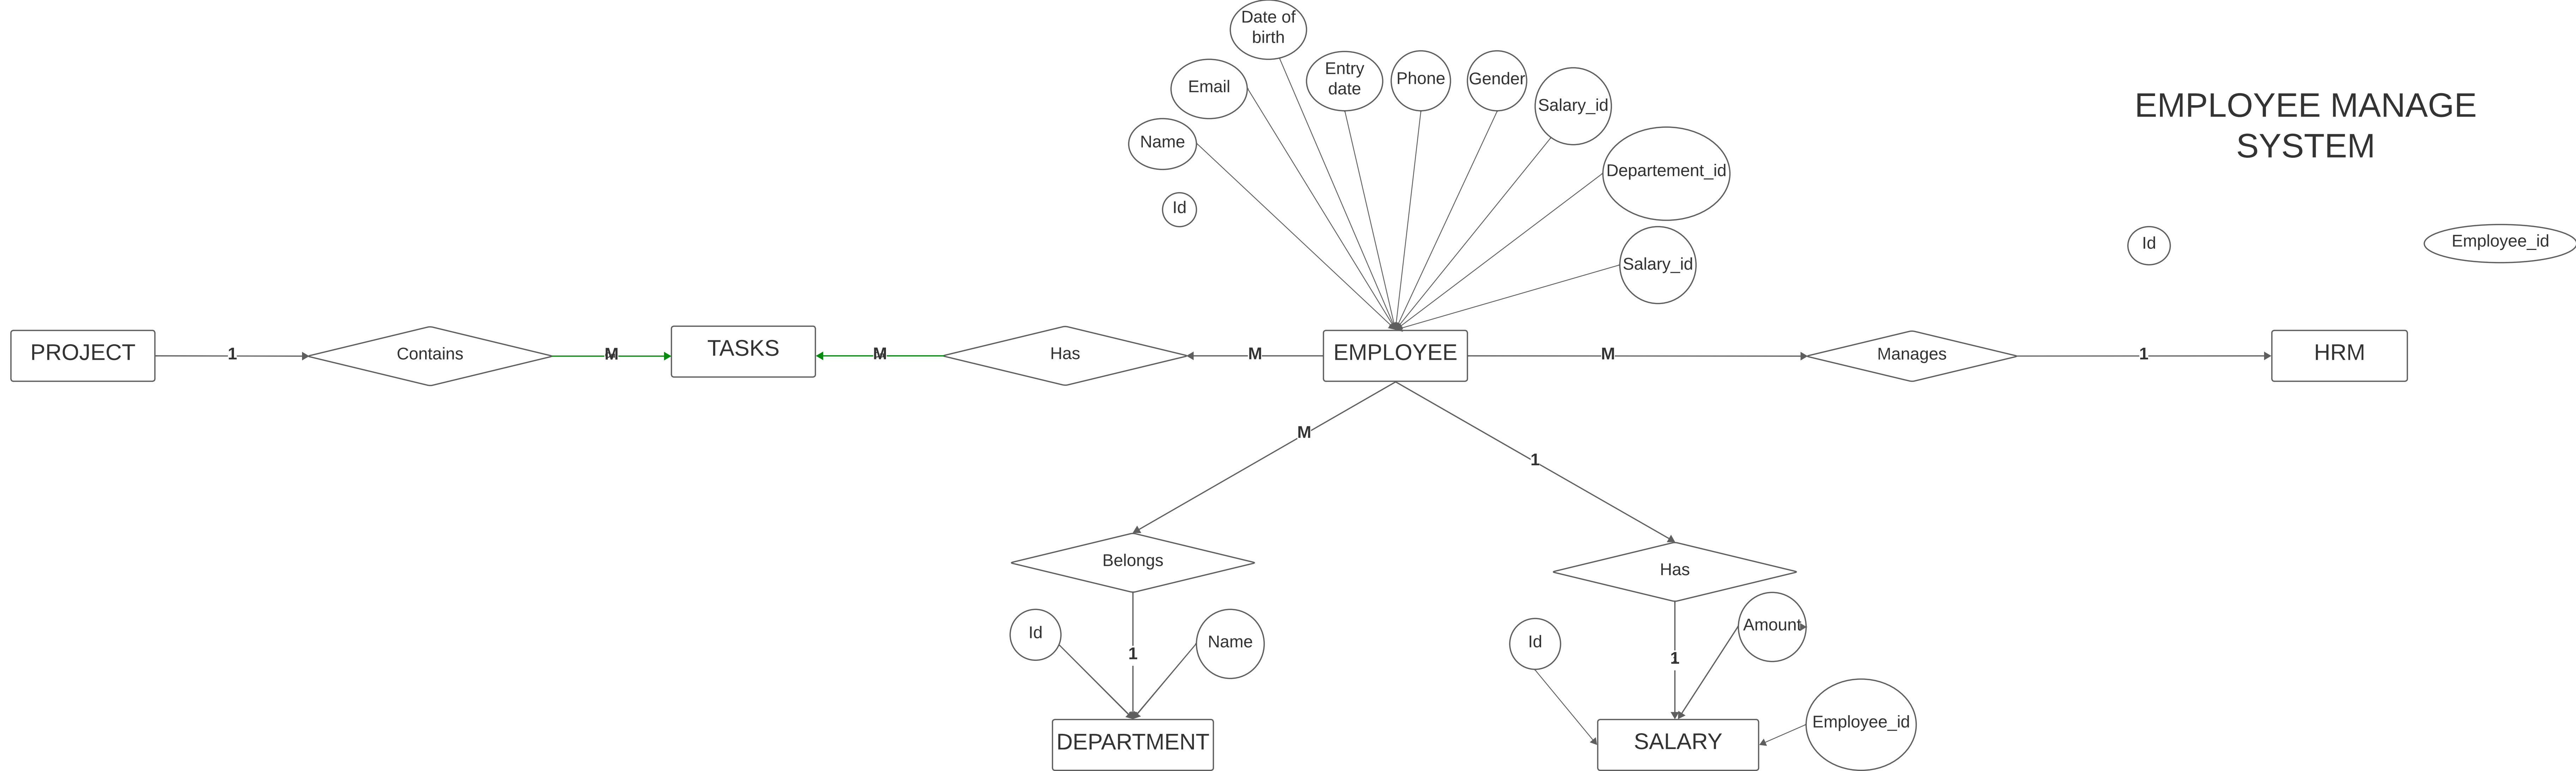 Date of
birth
Entry
date
Phone
Gender
Email
Salary_id
EMPLOYEE MANAGE
SYSTEM
Name
Departement_id
Id
Id
Employee_id
Salary_id
PROJECT
1
Contains
M
TASKS
M
Has
M
EMPLOYEE
M
Manages
1
HRM
M
1
Belongs
Has
Id
Name
1
Id
Amount
1
Employee_id
DEPARTMENT
SALARY